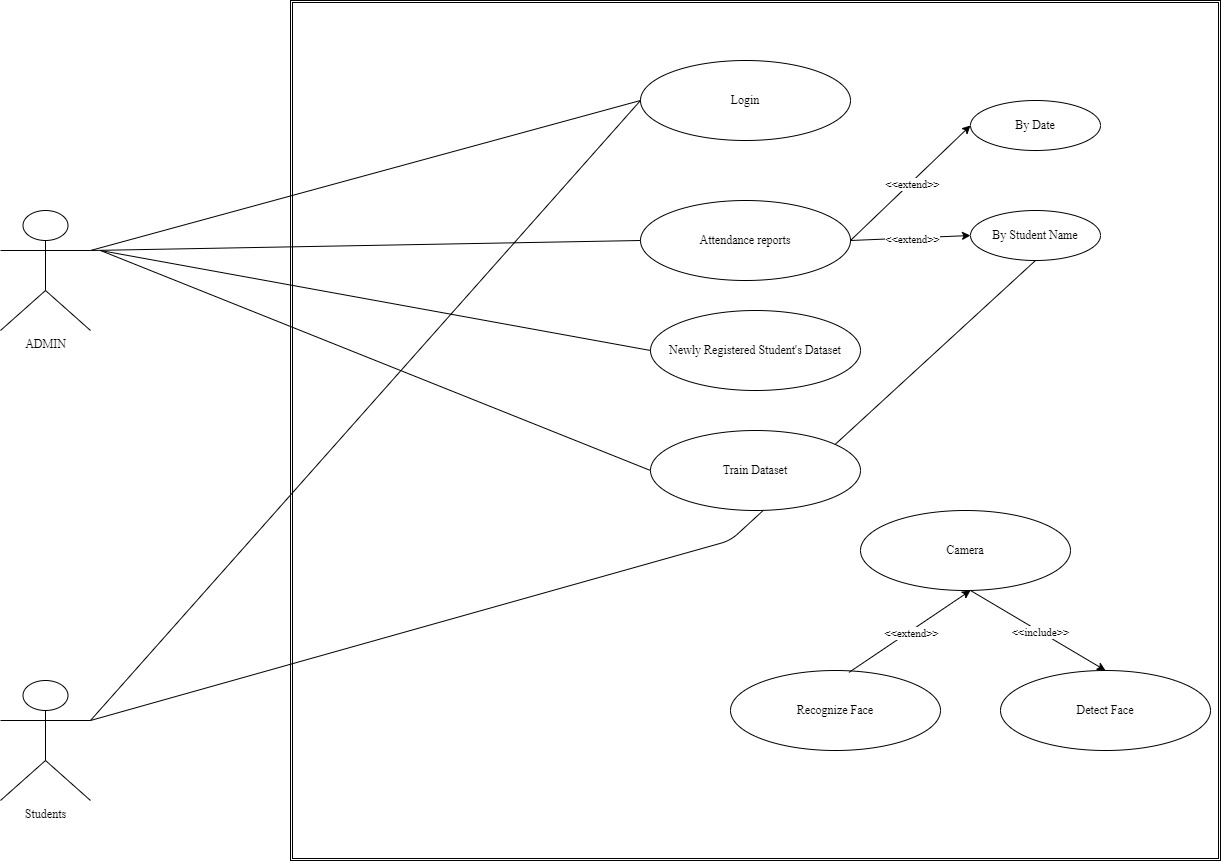 Login
By Date
<<extend>>
Attendance reports
<<extend>>
By Student Name
ADMIN
Newly Registered Student's Dataset
Train Dataset
Camera
<<extend>>
<<include>>
Recognize Face
Detect Face
Students